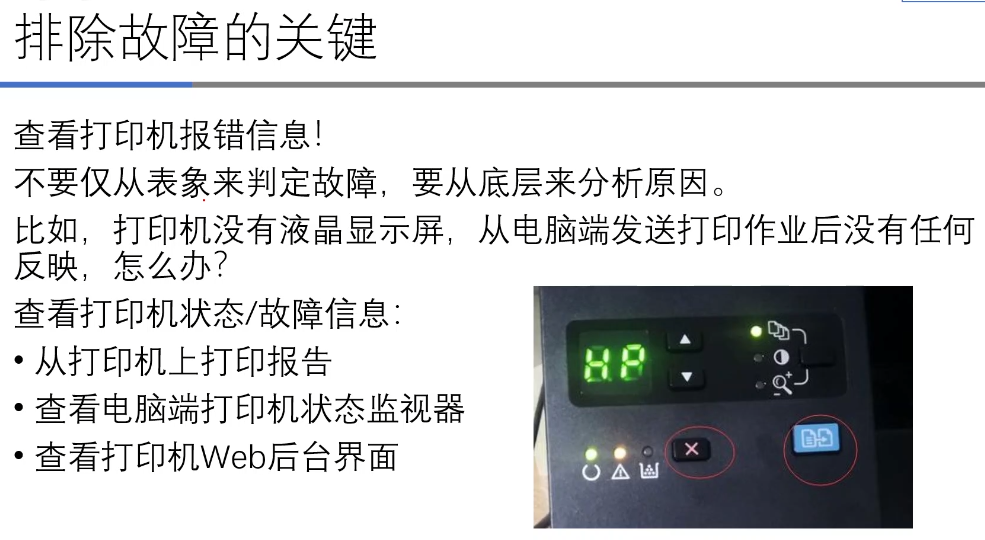 排除故障的关键
查看打印机报错信息！
不要仅从表象来判定故障，要从底层来分析原因。
比如，打印机没有液晶显示屏，从电脑端发送打印作业后没有任何
反映，怎么办？
查看打印机状态/故障信息：
• 从打印机上打印报告
• 查看电脑端打印机状态监视器
• 查看打印机Web后台界面
HP